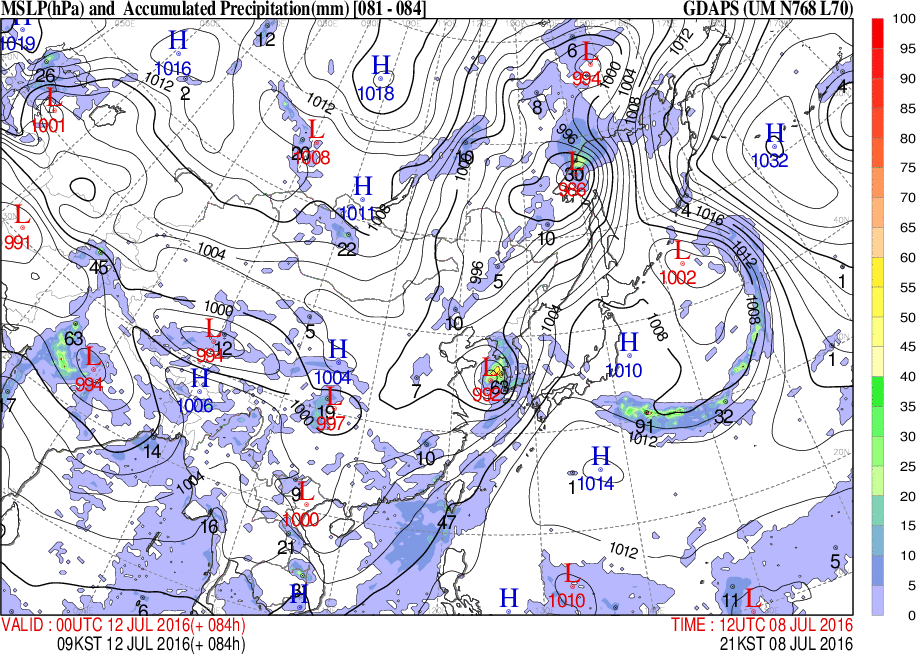 MSLP(hPa) and Accumulated Precipitation(mm) [081 - 084] GDAPS (UM N768 L70)
100
95
90
85
80
75
70
65
60
55
50
45
40
35
30
25
20
15
10
5
0
H 1019
H 1016
H 1018
L 994
H 1032
L 1001
L 1008
L 986
H 1011
L 991
L 1002
L 994
L 994
H 1004
H 1006
L 997
L 992
H 1010
H 1014
L 1000
H
H
L 1010
L
12
6
26
2
8
4
20
19
30
4
22
10
45
5
1
10
5
63
12
7
63
1
19
91
32
14
10
1
9
16
47
21
5
11
6
1012
1012
1012
1000
1004
1008
996
1008
1008
1016
1012
1004
996
1000
1004
1008
1008
1000
1012
1004
1012
VALID : 00UTC 12 JUL 2016(+ 084h) TIME : 12UTC 08 JUL 2016
09KST 12 JUL 2016(+ 084h) 21KST 08 JUL 2016